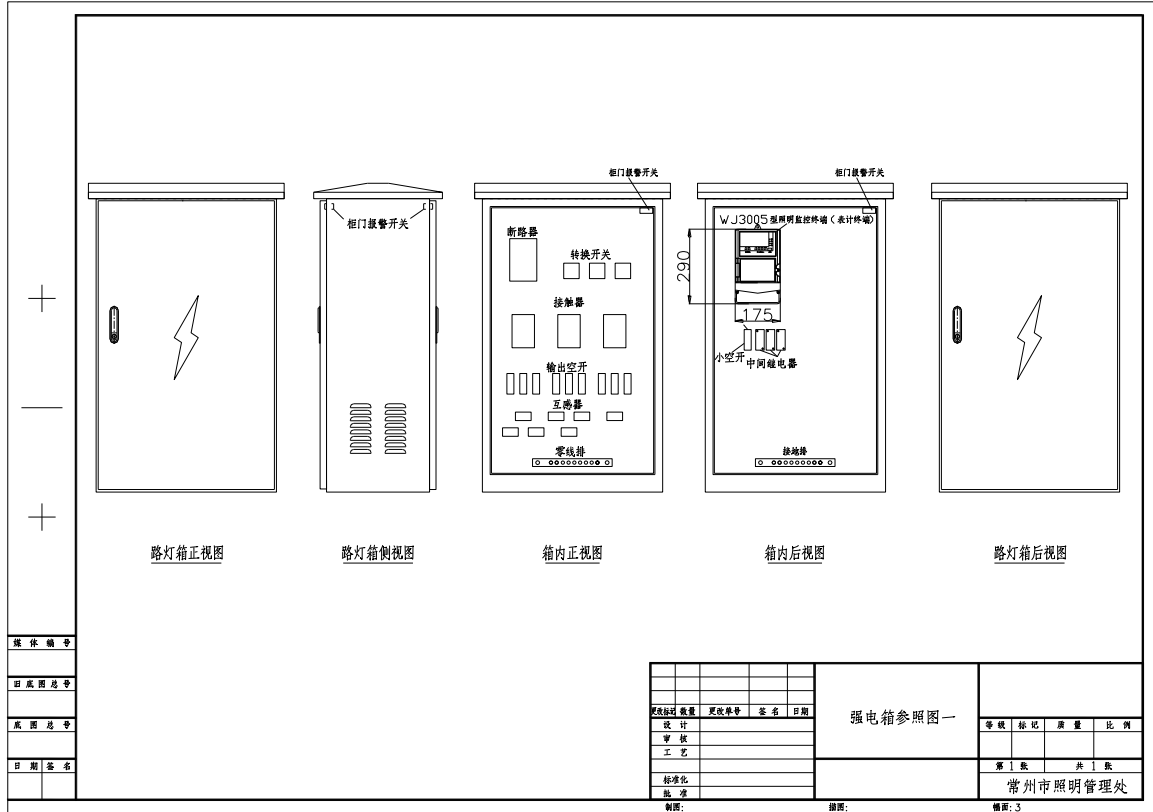 柜门报警开关
柜门报警开关
柜门报警开关
WJ3005型照明监控终端(表计终端)
断路器
转换开关
290
接触器
175
小空开
中间继电器
输出空开
互感器
零线排
接地排
路灯箱正视图
路灯箱侧视图
箱内正视图
箱内后视图
路灯箱后视图
媒体编号
旧底图总号
底图总号
日期 签名
更改标记 数量 更改单号 签名 日期
设计
审核
工艺
标准化
批准
强电箱参照图一
等级 标记 质量 比例
第1张 共1张
常州市照明管理处
制图:
描图:
幅面:3